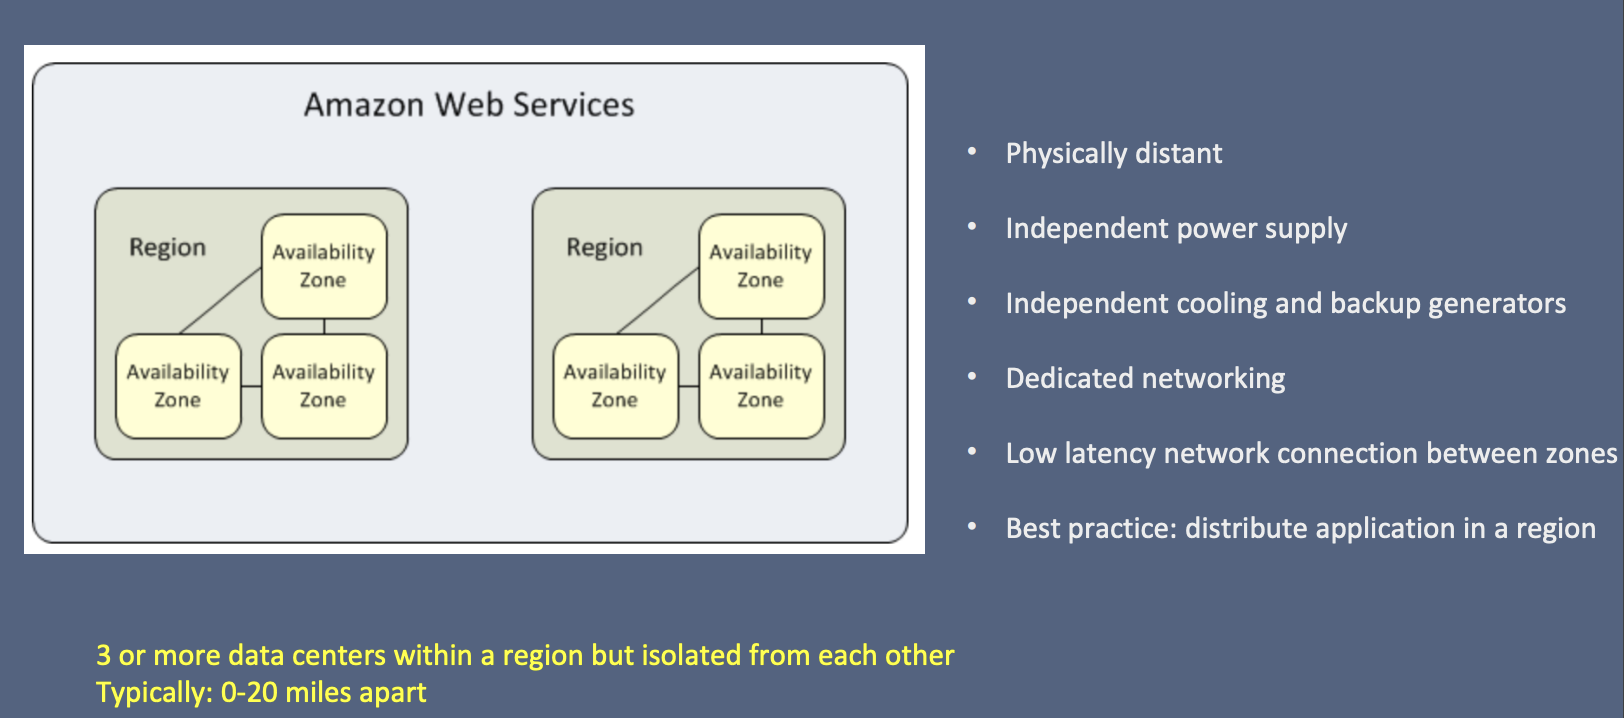 Amazon Web Services
Region
Availability
Zone
Availability
Zone
Availability
Zone
Region
Availability
Zone
Availability
Zone
Availability
Zone
• Physically distant
• Independent power supply
• Independent cooling and backup generators
• Dedicated networking
• Low latency network connection between zones
• Best practice: distribute application in a region
3 or more data centers within a region but isolated from each other
Typically: 0-20 miles apart